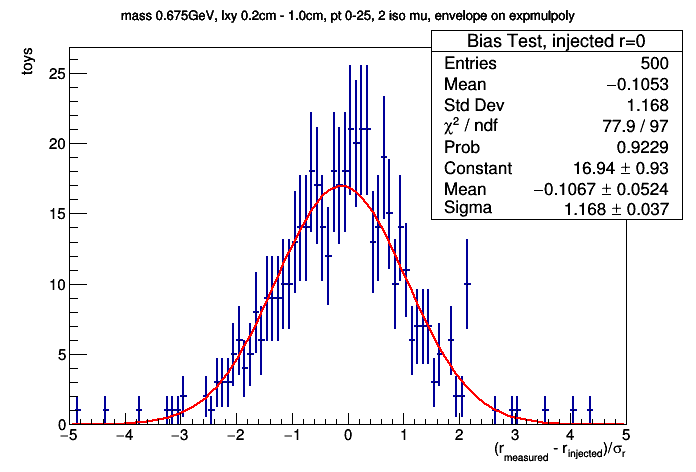 mass 0.675GeV, lxy 0.2cm - 1.0cm, pt 0-25, 2 iso mu, envelope on expmulpoly
Bias Test, injected r=0
Entries 500
Mean −0.1053
Std Dev 1.168
χ² / ndf 77.9 / 97
Prob 0.9229
Constant 16.94 ± 0.93
Mean −0.1067 ± 0.0524
Sigma 1.168 ± 0.037
toys
25
20
15
10
5
0
−5 −4 −3 −2 −1 0 1 2 3 4 5
(r_measured - r_injected)/σ_r